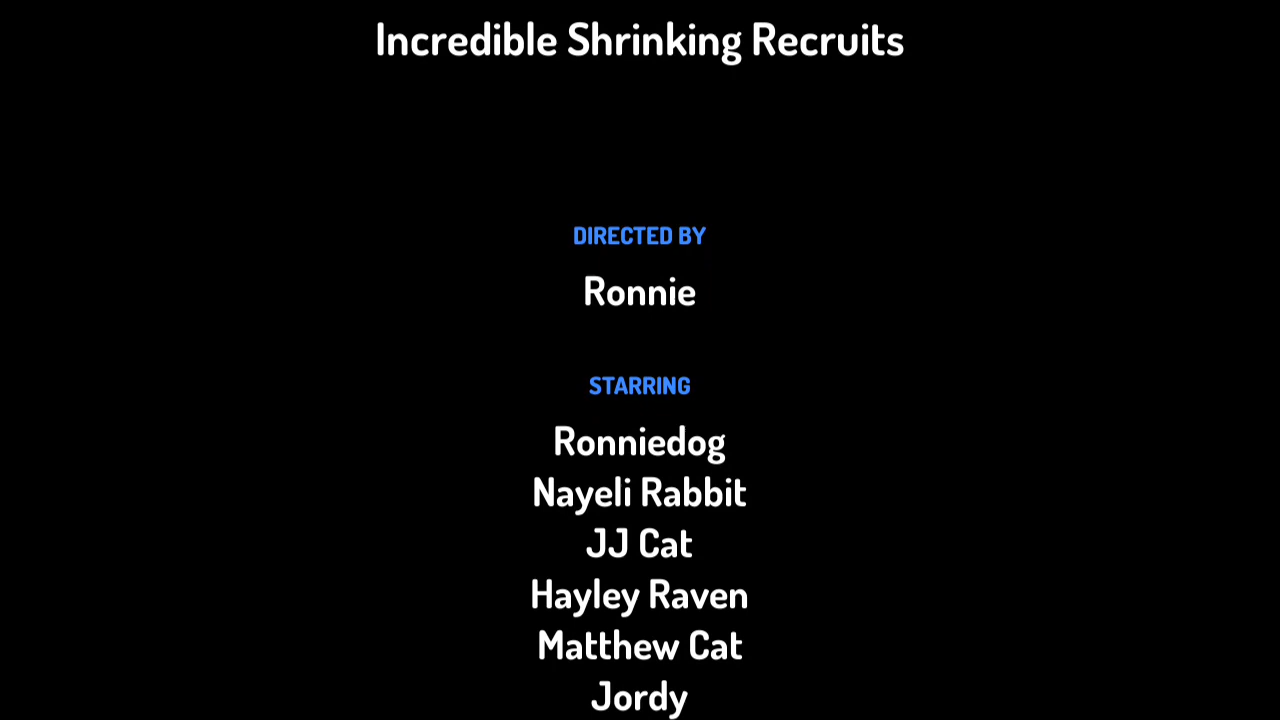 Incredible Shrinking Recruits
DIRECTED BY
Ronnie
STARRING
Ronniedog
Nayeli Rabbit
JJ Cat
Hayley Raven
Matthew Cat
Jordy